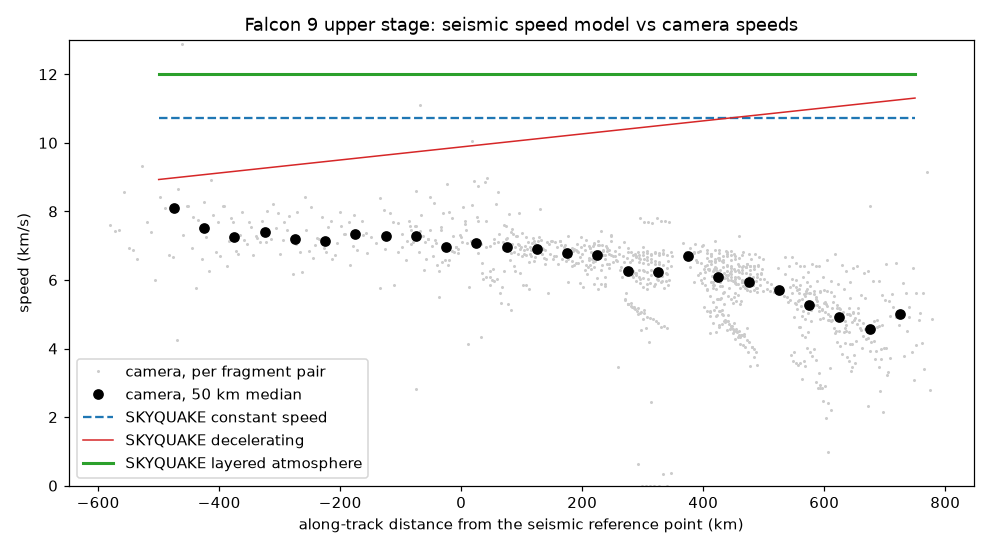 Falcon 9 upper stage: seismic speed model vs camera speeds
speed (km/s)
12
10
8
6
4
2
0
camera, per fragment pair
camera, 50 km median
SKYQUAKE constant speed
SKYQUAKE decelerating
SKYQUAKE layered atmosphere
−600
−400
−200
0
200
400
600
800
along-track distance from the seismic reference point (km)